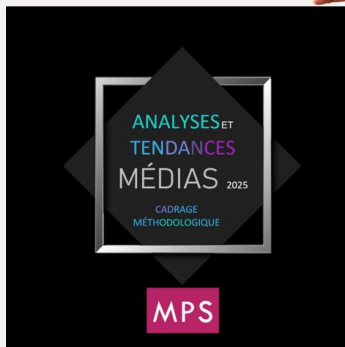 ANALYSES ET
TENDANCES
MÉDIAS 2025
CADRAGE
MÉTHODOLOGIQUE
MPS